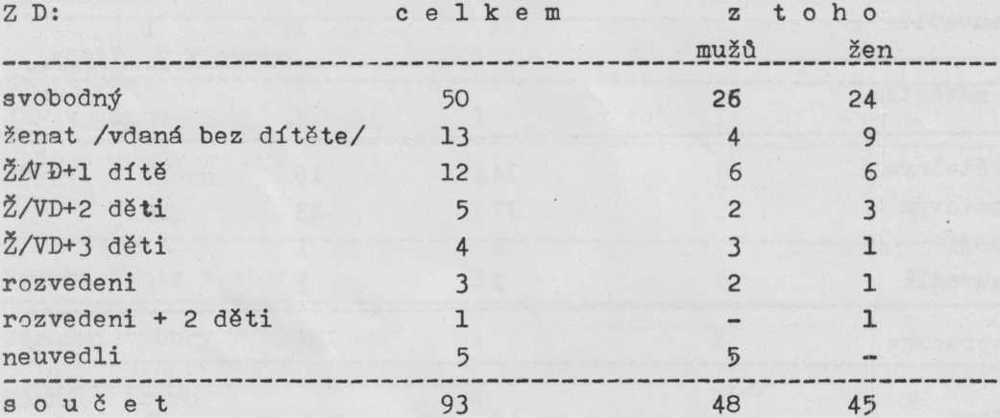 Z D: c e l k e m z t o h o
mužů žen
svobodný 50 26 24
ženat /vdaná bez dítěte/ 13 4 9
Ž/VD+1 dítě 12 6 6
Ž/VD+2 děti 5 2 3
Ž/VD+3 děti 4 3 1
rozvedeni 3 2 1
rozvedeni + 2 děti 1 - 1
neuvedli 5 5 -
s o u č e t 93 48 45